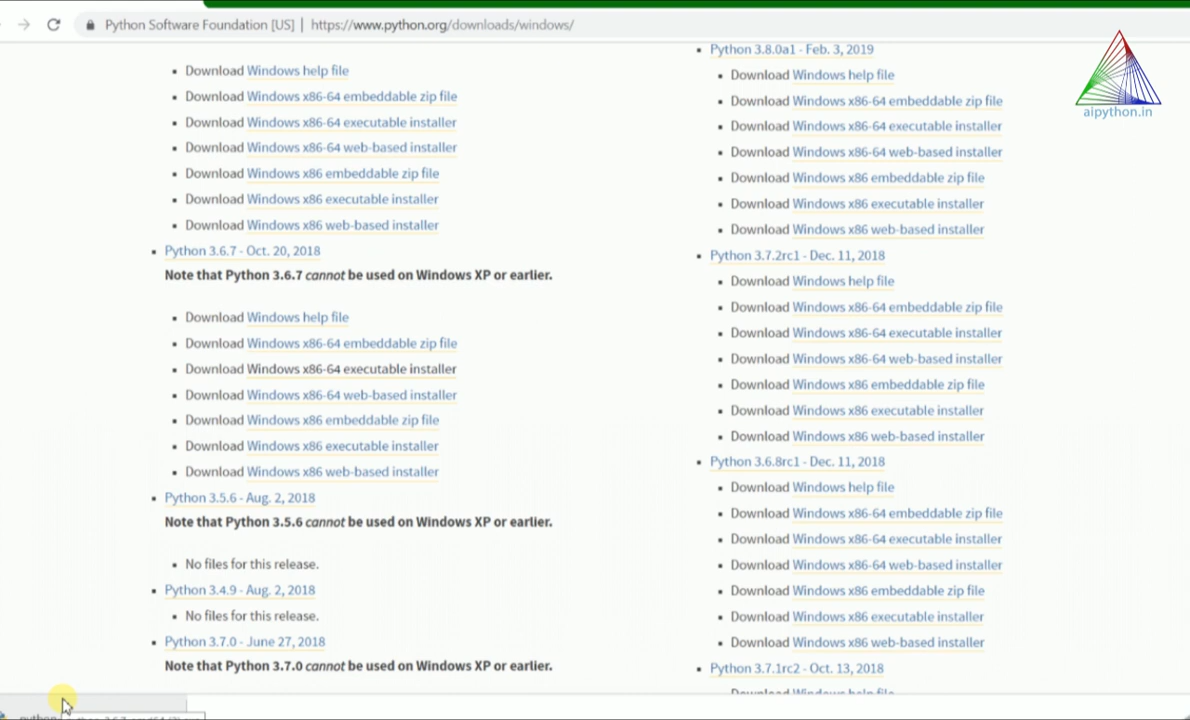 Python Software Foundation [US] | https://www.python.org/downloads/windows/
Download Windows help file
Download Windows x86-64 embeddable zip file
Download Windows x86-64 executable installer
Download Windows x86-64 web-based installer
Download Windows x86 embeddable zip file
Download Windows x86 executable installer
Download Windows x86 web-based installer
Python 3.6.7 - Oct. 20, 2018
Note that Python 3.6.7 cannot be used on Windows XP or earlier.
Download Windows help file
Download Windows x86-64 embeddable zip file
Download Windows x86-64 executable installer
Download Windows x86-64 web-based installer
Download Windows x86 embeddable zip file
Download Windows x86 executable installer
Download Windows x86 web-based installer
Python 3.5.6 - Aug. 2, 2018
Note that Python 3.5.6 cannot be used on Windows XP or earlier.
No files for this release.
Python 3.4.9 - Aug. 2, 2018
No files for this release.
Python 3.7.0 - June 27, 2018
Note that Python 3.7.0 cannot be used on Windows XP or earlier.
Python 3.8.0a1 - Feb. 3, 2019
Download Windows help file
Download Windows x86-64 embeddable zip file
Download Windows x86-64 executable installer
Download Windows x86-64 web-based installer
Download Windows x86 embeddable zip file
Download Windows x86 executable installer
Download Windows x86 web-based installer
Python 3.7.2rc1 - Dec. 11, 2018
Download Windows help file
Download Windows x86-64 embeddable zip file
Download Windows x86-64 executable installer
Download Windows x86-64 web-based installer
Download Windows x86 embeddable zip file
Download Windows x86 executable installer
Download Windows x86 web-based installer
Python 3.6.8rc1 - Dec. 11, 2018
Download Windows help file
Download Windows x86-64 embeddable zip file
Download Windows x86-64 executable installer
Download Windows x86-64 web-based installer
Download Windows x86 embeddable zip file
Download Windows x86 executable installer
Download Windows x86 web-based installer
Python 3.7.1rc2 - Oct. 13, 2018
Download Windows help file
aipython.in